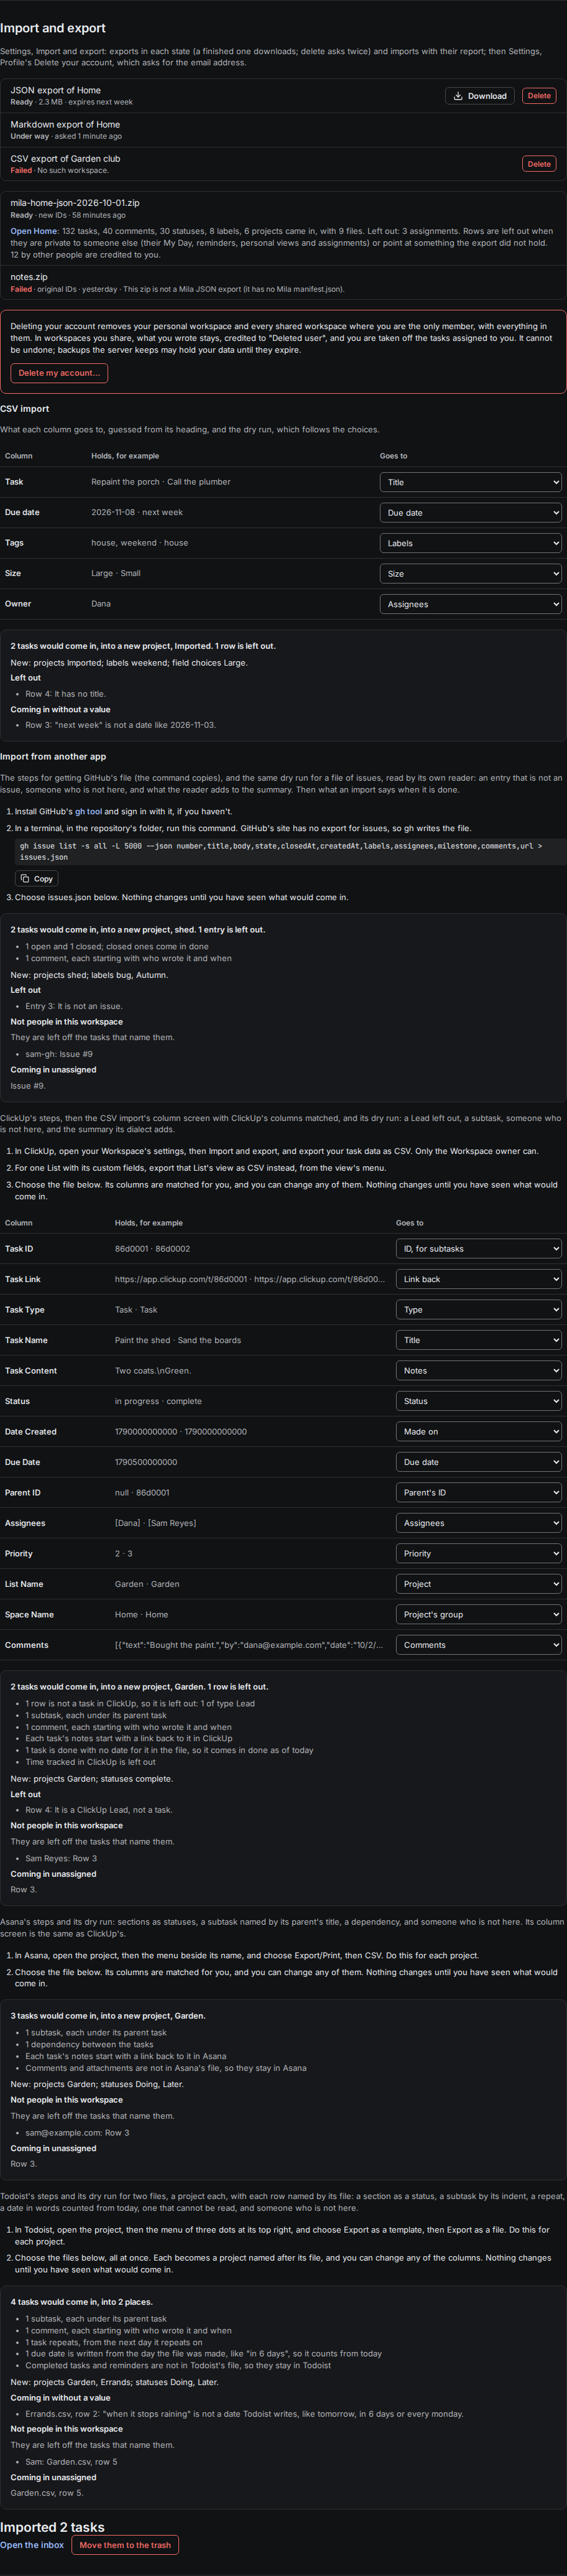 Import and export
Settings, Import and export: exports in each state (a finished one downloads; delete asks twice) and imports with their report; then Settings,
Profile's Delete your account, which asks for the email address.
JSON export of Home
Ready · 2.3 MB · expires next week
Download
Delete
Markdown export of Home
Under way · asked 1 minute ago
CSV export of Garden club
Failed · No such workspace.
Delete
mila-home-json-2026-10-01.zip
Ready · new IDs · 58 minutes ago
Open Home: 132 tasks, 40 comments, 30 statuses, 8 labels, 6 projects came in, with 9 files. Left out: 3 assignments. Rows are left out when
they are private to someone else (their My Day, reminders, personal views and assignments) or point at something the export did not hold.
12 by other people are credited to you.
notes.zip
Failed · original IDs · yesterday · This zip is not a Mila JSON export (it has no Mila manifest.json).
Deleting your account removes your personal workspace and every shared workspace where you are the only member, with everything in
them. In workspaces you share, what you wrote stays, credited to "Deleted user", and you are taken off the tasks assigned to you. It cannot
be undone; backups the server keeps may hold your data until they expire.
Delete my account...
CSV import
What each column goes to, guessed from its heading, and the dry run, which follows the choices.
Column Holds, for example Goes to
Task Repaint the porch · Call the plumber Title
Due date 2026-11-08 · next week Due date
Tags house, weekend · house Labels
Size Large · Small Size
Owner Dana Assignees
2 tasks would come in, into a new project, Imported. 1 row is left out.
New: projects Imported; labels weekend; field choices Large.
Left out
• Row 4: It has no title.
Coming in without a value
• Row 3: "next week" is not a date like 2026-11-03.
Import from another app
The steps for getting GitHub's file (the command copies), and the same dry run for a file of issues, read by its own reader: an entry that is not an
issue, someone who is not here, and what the reader adds to the summary. Then what an import says when it is done.
1. Install GitHub's gh tool and sign in with it, if you haven't.
2. In a terminal, in the repository's folder, run this command. GitHub's site has no export for issues, so gh writes the file.
gh issue list -s all -L 5000 --json number,title,body,state,closedAt,createdAt,labels,assignees,milestone,comments,url >
issues.json
Copy
3. Choose issues.json below. Nothing changes until you have seen what would come in.
2 tasks would come in, into a new project, shed. 1 entry is left out.
• 1 open and 1 closed; closed ones come in done
• 1 comment, each starting with who wrote it and when
New: projects shed; labels bug, Autumn.
Left out
• Entry 3: It is not an issue.
Not people in this workspace
They are left off the tasks that name them.
• sam-gh: Issue #9
Coming in unassigned
Issue #9.
ClickUp's steps, then the CSV import's column screen with ClickUp's columns matched, and its dry run: a Lead left out, a subtask, someone who
is not here, and the summary its dialect adds.
1. In ClickUp, open your Workspace's settings, then Import and export, and export your task data as CSV. Only the Workspace owner can.
2. For one List with its custom fields, export that List's view as CSV instead, from the view's menu.
3. Choose the file below. Its columns are matched for you, and you can change any of them. Nothing changes until you have seen what would
come in.
Column Holds, for example Goes to
Task ID 86d0001 · 86d0002 ID, for subtasks
Task Link https://app.clickup.com/t/86d0001 · https://app.clickup.com/t/86d00... Link back
Task Type Task · Task Type
Task Name Paint the shed · Sand the boards Title
Task Content Two coats.\nGreen. Notes
Status in progress · complete Status
Date Created 1790000000000 · 1790000000000 Made on
Due Date 1790500000000 Due date
Parent ID null · 86d0001 Parent's ID
Assignees [Dana] · [Sam Reyes] Assignees
Priority 2 · 3 Priority
List Name Garden · Garden Project
Space Name Home · Home Project's group
Comments [{"text":"Bought the paint.","by":"dana@example.com","date":"10/2/... Comments
2 tasks would come in, into a new project, Garden. 1 row is left out.
• 1 row is not a task in ClickUp, so it is left out: 1 of type Lead
• 1 subtask, each under its parent task
• 1 comment, each starting with who wrote it and when
• Each task's notes start with a link back to it in ClickUp
• 1 task is done with no date for it in the file, so it comes in done as of today
• Time tracked in ClickUp is left out
New: projects Garden; statuses complete.
Left out
• Row 4: It is a ClickUp Lead, not a task.
Not people in this workspace
They are left off the tasks that name them.
• Sam Reyes: Row 3
Coming in unassigned
Row 3.
Asana's steps and its dry run: sections as statuses, a subtask named by its parent's title, a dependency, and someone who is not here. Its column
screen is the same as ClickUp's.
1. In Asana, open the project, then the menu beside its name, and choose Export/Print, then CSV. Do this for each project.
2. Choose the file below. Its columns are matched for you, and you can change any of them. Nothing changes until you have seen what would
come in.
3 tasks would come in, into a new project, Garden.
• 1 subtask, each under its parent task
• 1 dependency between the tasks
• Each task's notes start with a link back to it in Asana
• Comments and attachments are not in Asana's file, so they stay in Asana
New: projects Garden; statuses Doing, Later.
Not people in this workspace
They are left off the tasks that name them.
• sam@example.com: Row 3
Coming in unassigned
Row 3.
Todoist's steps and its dry run for two files, a project each, with each row named by its file: a section as a status, a subtask by its indent, a repeat,
a date in words counted from today, one that cannot be read, and someone who is not here.
1. In Todoist, open the project, then the menu of three dots at its top right, and choose Export as a template, then Export as a file. Do this for
each project.
2. Choose the files below, all at once. Each becomes a project named after its file, and you can change any of the columns. Nothing changes
until you have seen what would come in.
4 tasks would come in, into 2 places.
• 1 subtask, each under its parent task
• 1 comment, each starting with who wrote it and when
• 1 task repeats, from the next day it repeats on
• 1 due date is written from the day the file was made, like "in 6 days", so it counts from today
• Completed tasks and reminders are not in Todoist's file, so they stay in Todoist
New: projects Garden, Errands; statuses Doing, Later.
Coming in without a value
• Errands.csv, row 2: "when it stops raining" is not a date Todoist writes, like tomorrow, in 6 days or every monday.
Not people in this workspace
They are left off the tasks that name them.
• Sam: Garden.csv, row 5
Coming in unassigned
Garden.csv, row 5.
Imported 2 tasks
Open the inbox
Move them to the trash